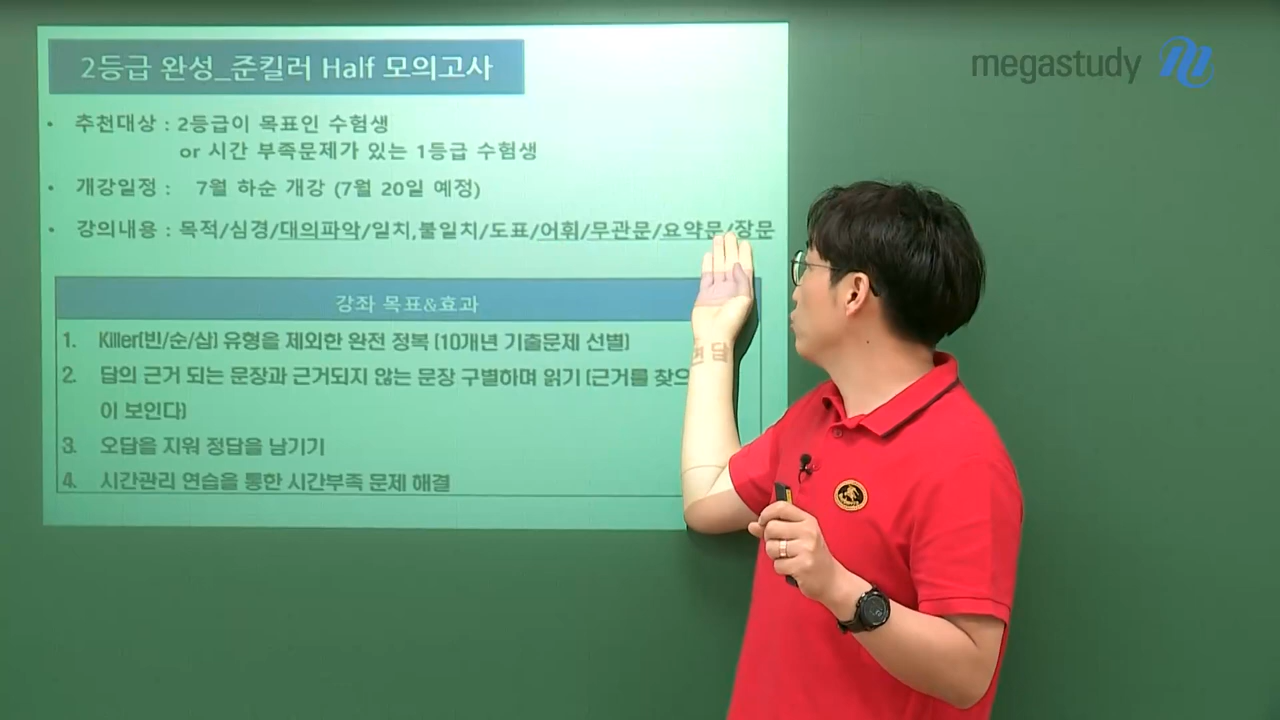 megastudy
2등급 완성_준킬러 Half 모의고사
• 추천대상 : 2등급이 목표인 수험생
or 시간 부족문제가 있는 1등급 수험생
• 개강일정 : 7월 하순 개강 (7월 20일 예정)
• 강의내용 : 목적/심경/대의파악/일치,불일치/도표/어휘/무관문/요약문/장문
강좌 목표&효과
1. Killer(빈/순/삽) 유형을 제외한 완전 정복 (10개년 기출문제 선별)
2. 답의 근거 되는 문장과 근거되지 않는 문장 구별하며 읽기 (근거를 찾으
이 보인다)
3. 오답을 지워 정답을 남기기
4. 시간관리 연습을 통한 시간부족 문제 해결